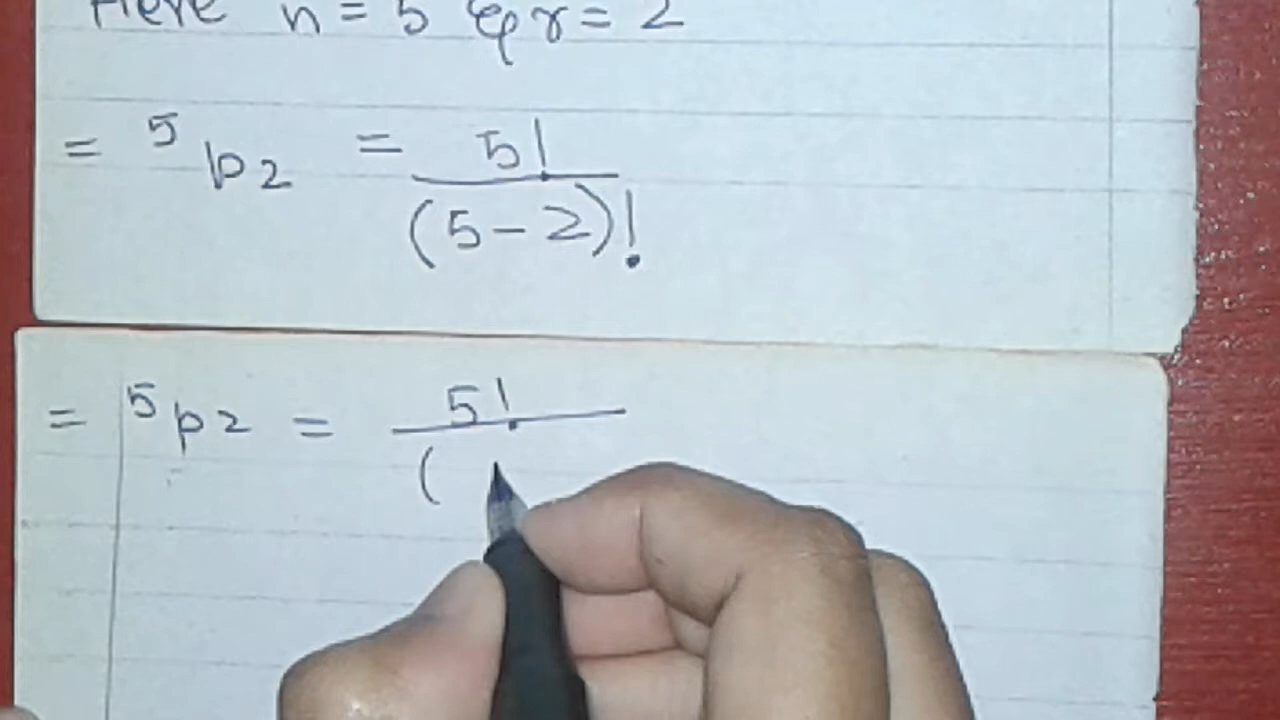 Here n = 5 & r = 2
= ⁵p₂ = 5! / (5-2)!
= ⁵p₂ = 5! / (